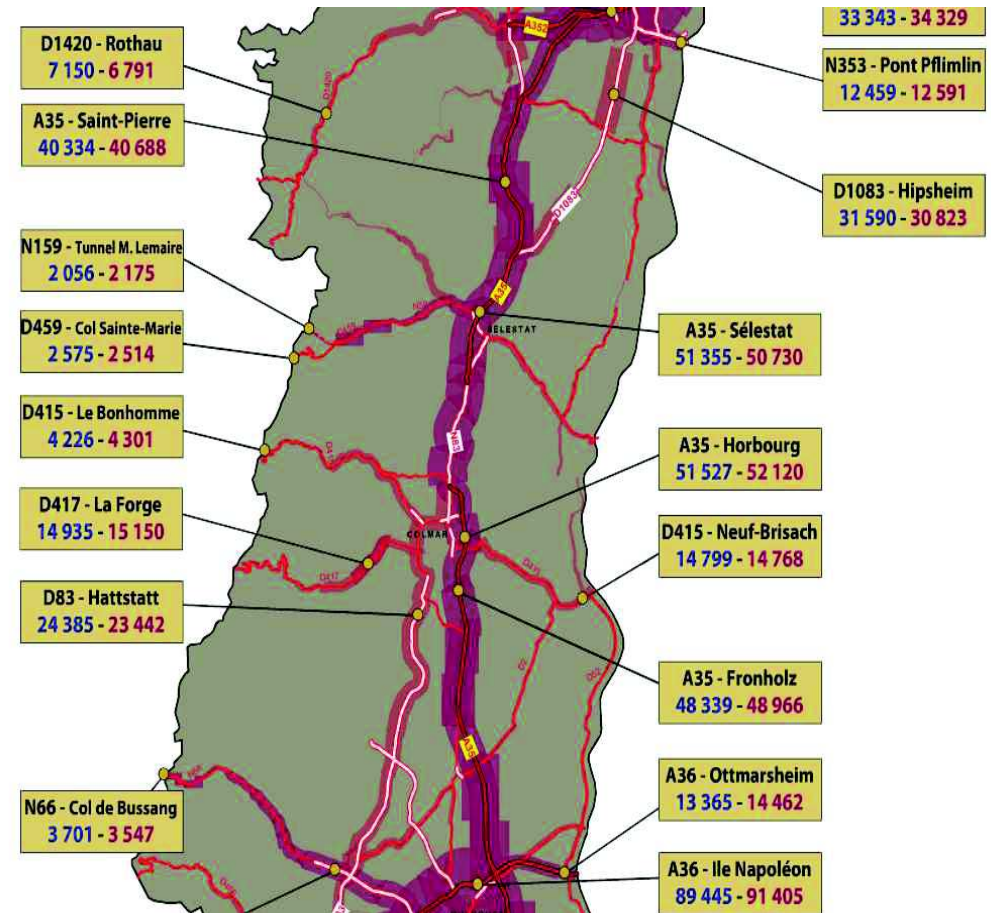 33 343 - 34 329
D1420 - Rothau
7 150 - 6 791
A35 - Saint-Pierre
40 334 - 40 688
N353 - Pont Pflimlin
12 459 - 12 591
D1083 - Hipsheim
31 590 - 30 823
N159 - Tunnel M. Lemaire
2 056 - 2 175
D459 - Col Sainte-Marie
2 575 - 2 514
A35 - Sélestat
51 355 - 50 730
D415 - Le Bonhomme
4 226 - 4 301
A35 - Horbourg
51 527 - 52 120
D417 - La Forge
14 935 - 15 150
D415 - Neuf-Brisach
14 799 - 14 768
D83 - Hattstatt
24 385 - 23 442
A35 - Fronholz
48 339 - 48 966
A36 - Ottmarsheim
13 365 - 14 462
N66 - Col de Bussang
3 701 - 3 547
A36 - Ile Napoléon
89 445 - 91 405
A352
D1420
D1083
A35
SELESTAT
N83
COLMAR
D417
D415
D52
A35
N66